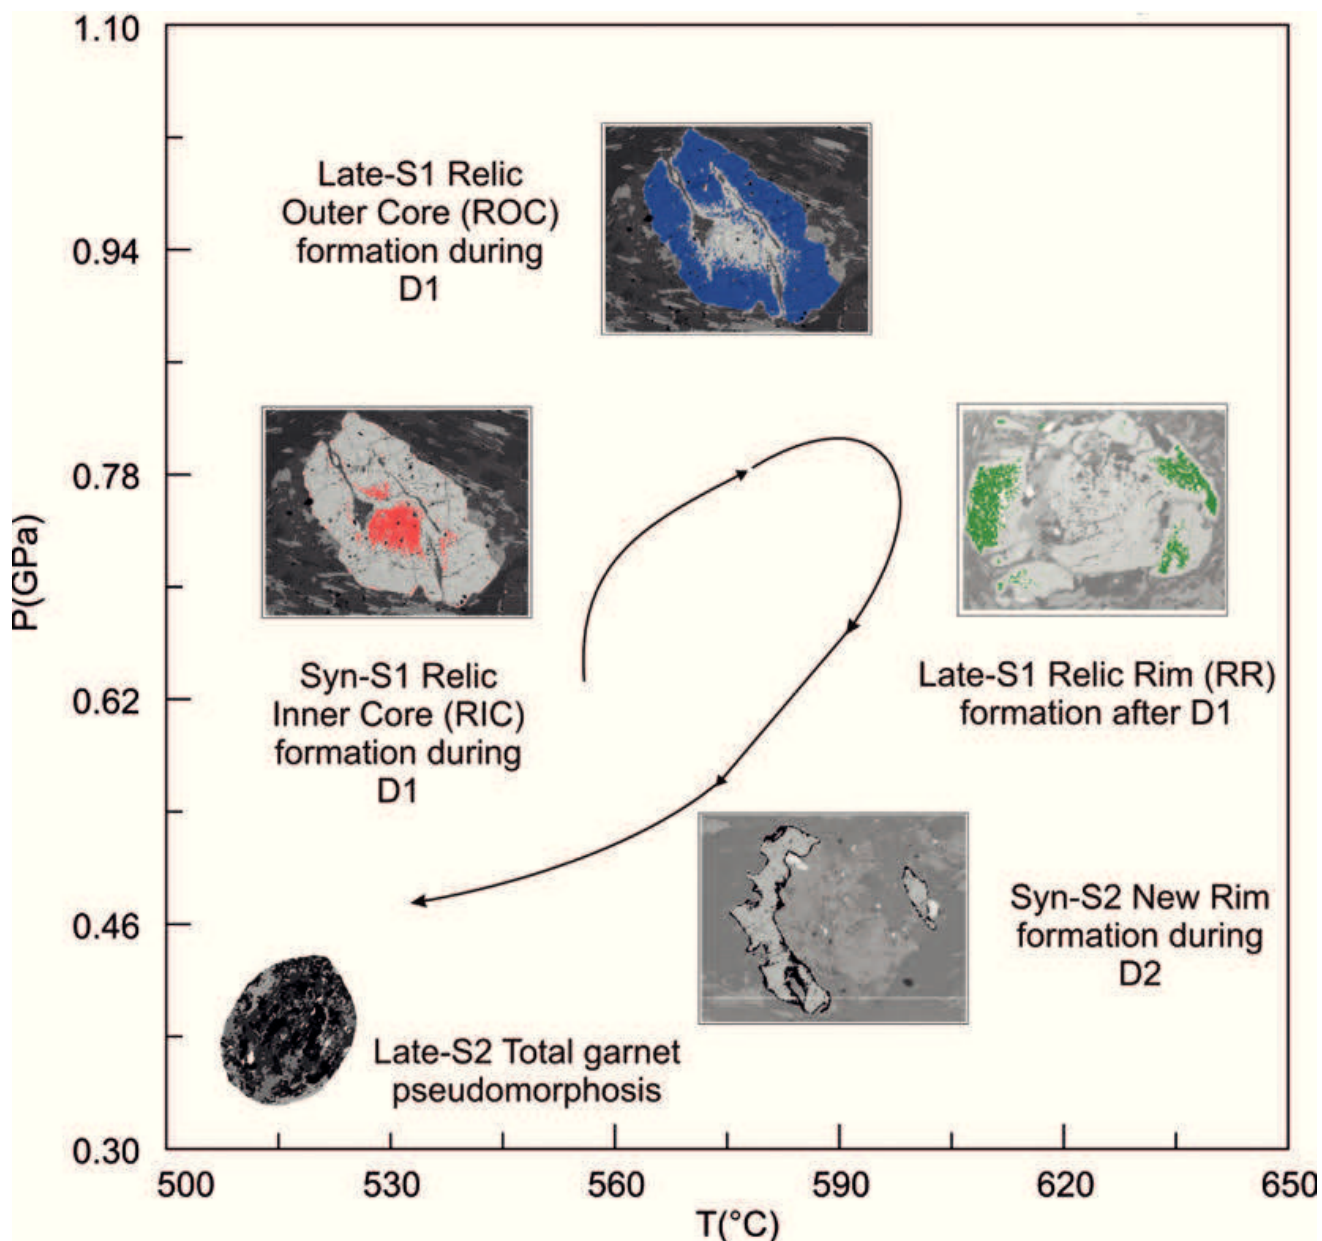 1.10
Late-S1 Relic
Outer Core (ROC)
formation during
D1
0.94
0.78
P(GPa)
Syn-S1 Relic
Inner Core (RIC)
formation during
D1
Late-S1 Relic Rim (RR)
formation after D1
0.62
Syn-S2 New Rim
formation during
D2
0.46
Late-S2 Total garnet
pseudomorphosis
0.30
500 530 560 590 620 650
T(°C)